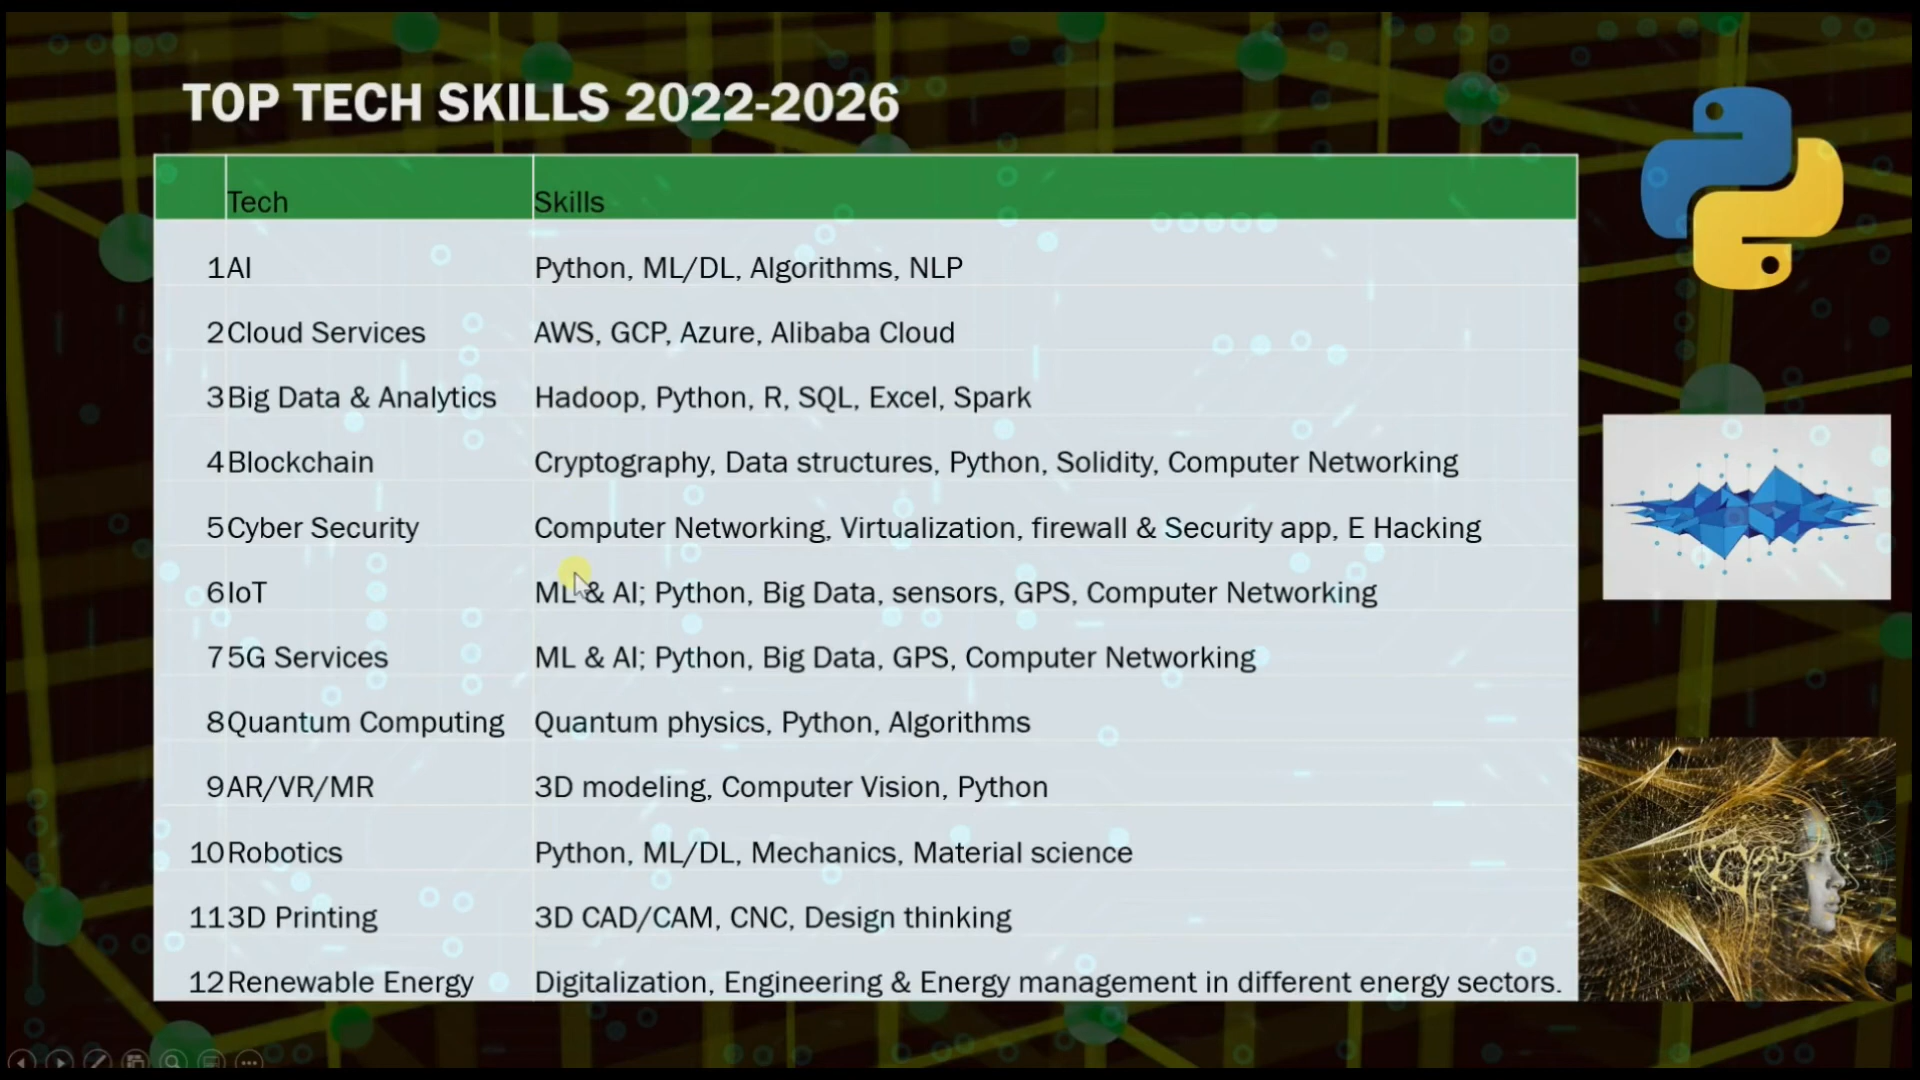 TOP TECH SKILLS 2022-2026
Tech Skills
1 AI Python, ML/DL, Algorithms, NLP
2 Cloud Services AWS, GCP, Azure, Alibaba Cloud
3 Big Data & Analytics Hadoop, Python, R, SQL, Excel, Spark
4 Blockchain Cryptography, Data structures, Python, Solidity, Computer Networking
5 Cyber Security Computer Networking, Virtualization, firewall & Security app, E Hacking
6 IoT ML & AI; Python, Big Data, sensors, GPS, Computer Networking
7 5G Services ML & AI; Python, Big Data, GPS, Computer Networking
8 Quantum Computing Quantum physics, Python, Algorithms
9 AR/VR/MR 3D modeling, Computer Vision, Python
10 Robotics Python, ML/DL, Mechanics, Material science
11 3D Printing 3D CAD/CAM, CNC, Design thinking
12 Renewable Energy Digitalization, Engineering & Energy management in different energy sectors.